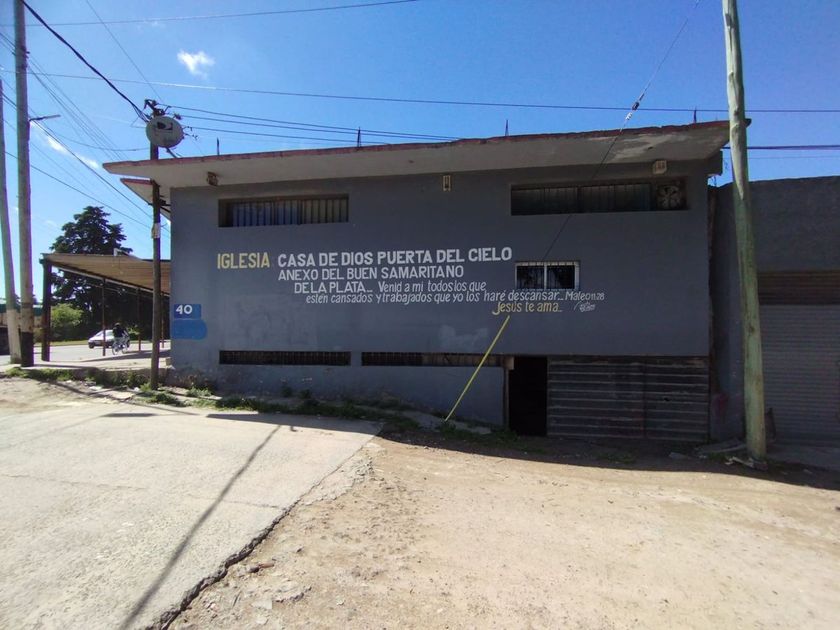 IGLESIA CASA DE DIOS PUERTA DEL CIELO
ANEXO DEL BUEN SAMARITANO
DE LA PLATA... Venid a mi todos los que
estén cansados y trabajados que yo los haré descansar... Mateo 11:28
Jesús te ama...
40